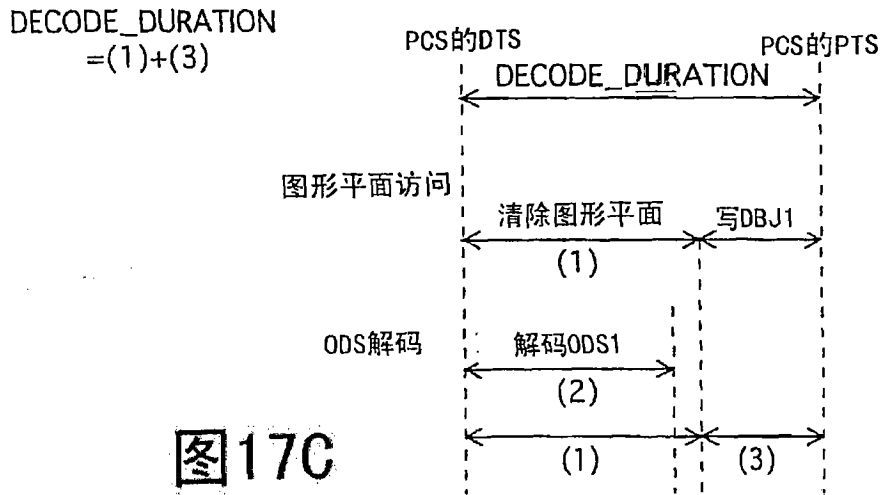 DECODE_DURATION
=(1)+(3)
PCS的DTS
PCS的PTS
DECODE_DURATION
图形平面访问
清除图形平面
写DBJ1
(1)
ODS解码
解码ODS1
(2)
(1)
(3)
图17C